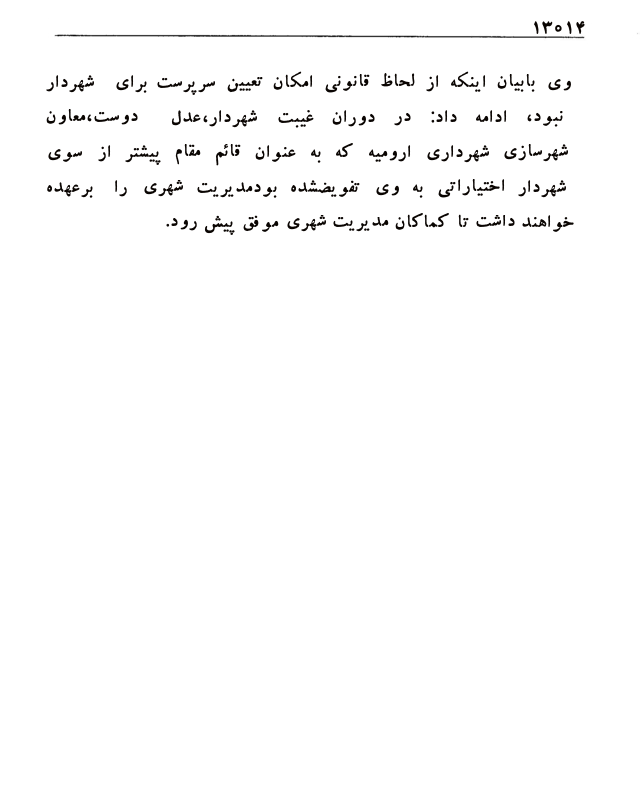 ۱۳۰۱۴
وی بابیان اینکه از لحاظ قانونی امکان تعیین سرپرست برای شهردار
نبود، ادامه داد: در دوران غیبت شهردار،عدل دوست،معاون
شهرسازی شهرداری ارومیه که به عنوان قائم مقام پیشتر از سوی
شهردار اختیاراتی به وی تفویضشده بودمدیریت شهری را برعهده
خواهند داشت تا کماکان مدیریت شهری موفق پیش رود.